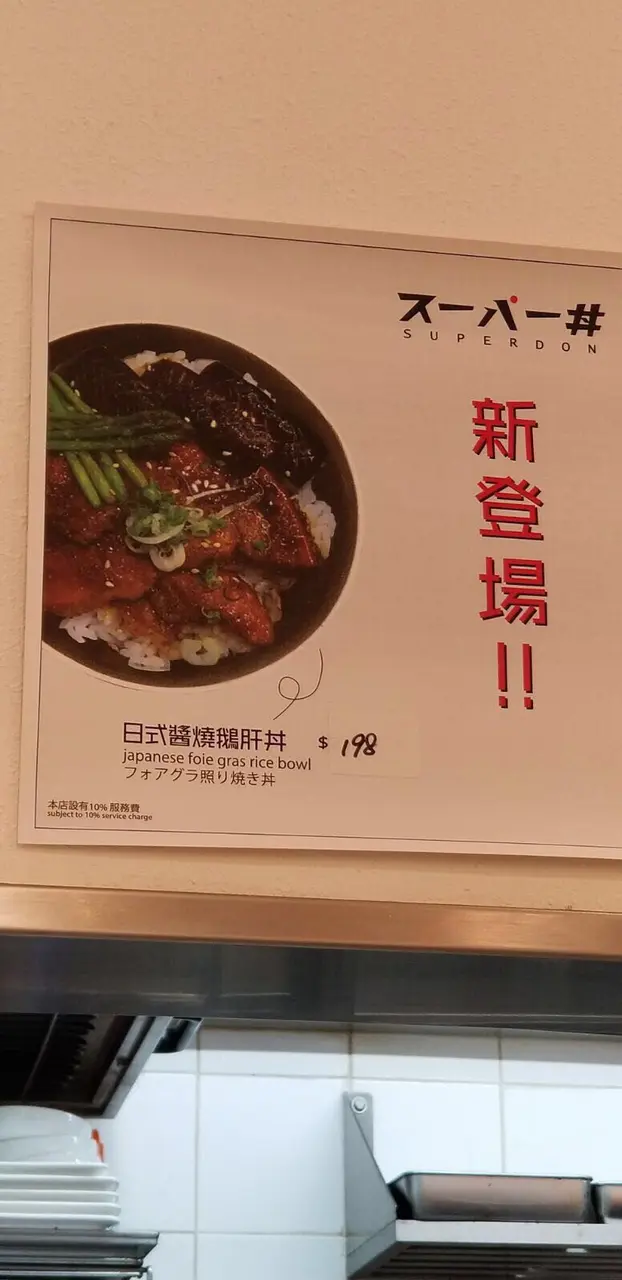 スーパー丼
SUPERDON
新登場!!
日式醬燒鵝肝丼 $ 198
japanese foie gras rice bowl
フォアグラ照り焼き丼
本店設有10% 服務費
subject to 10% service charge